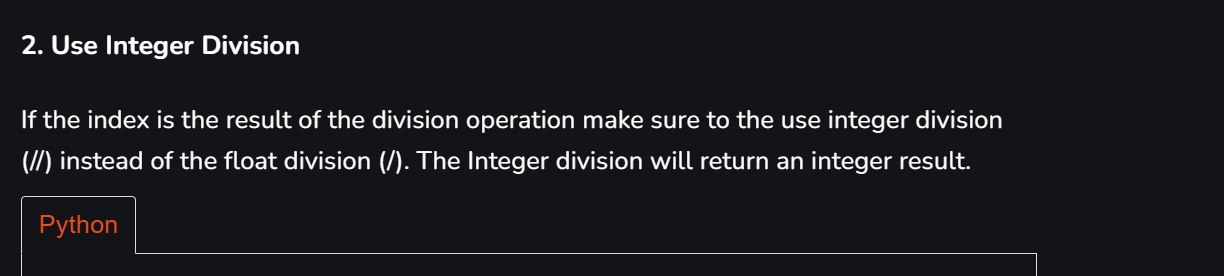 2. Use Integer Division
If the index is the result of the division operation make sure to the use integer division
(//) instead of the float division (/). The Integer division will return an integer result.
Python